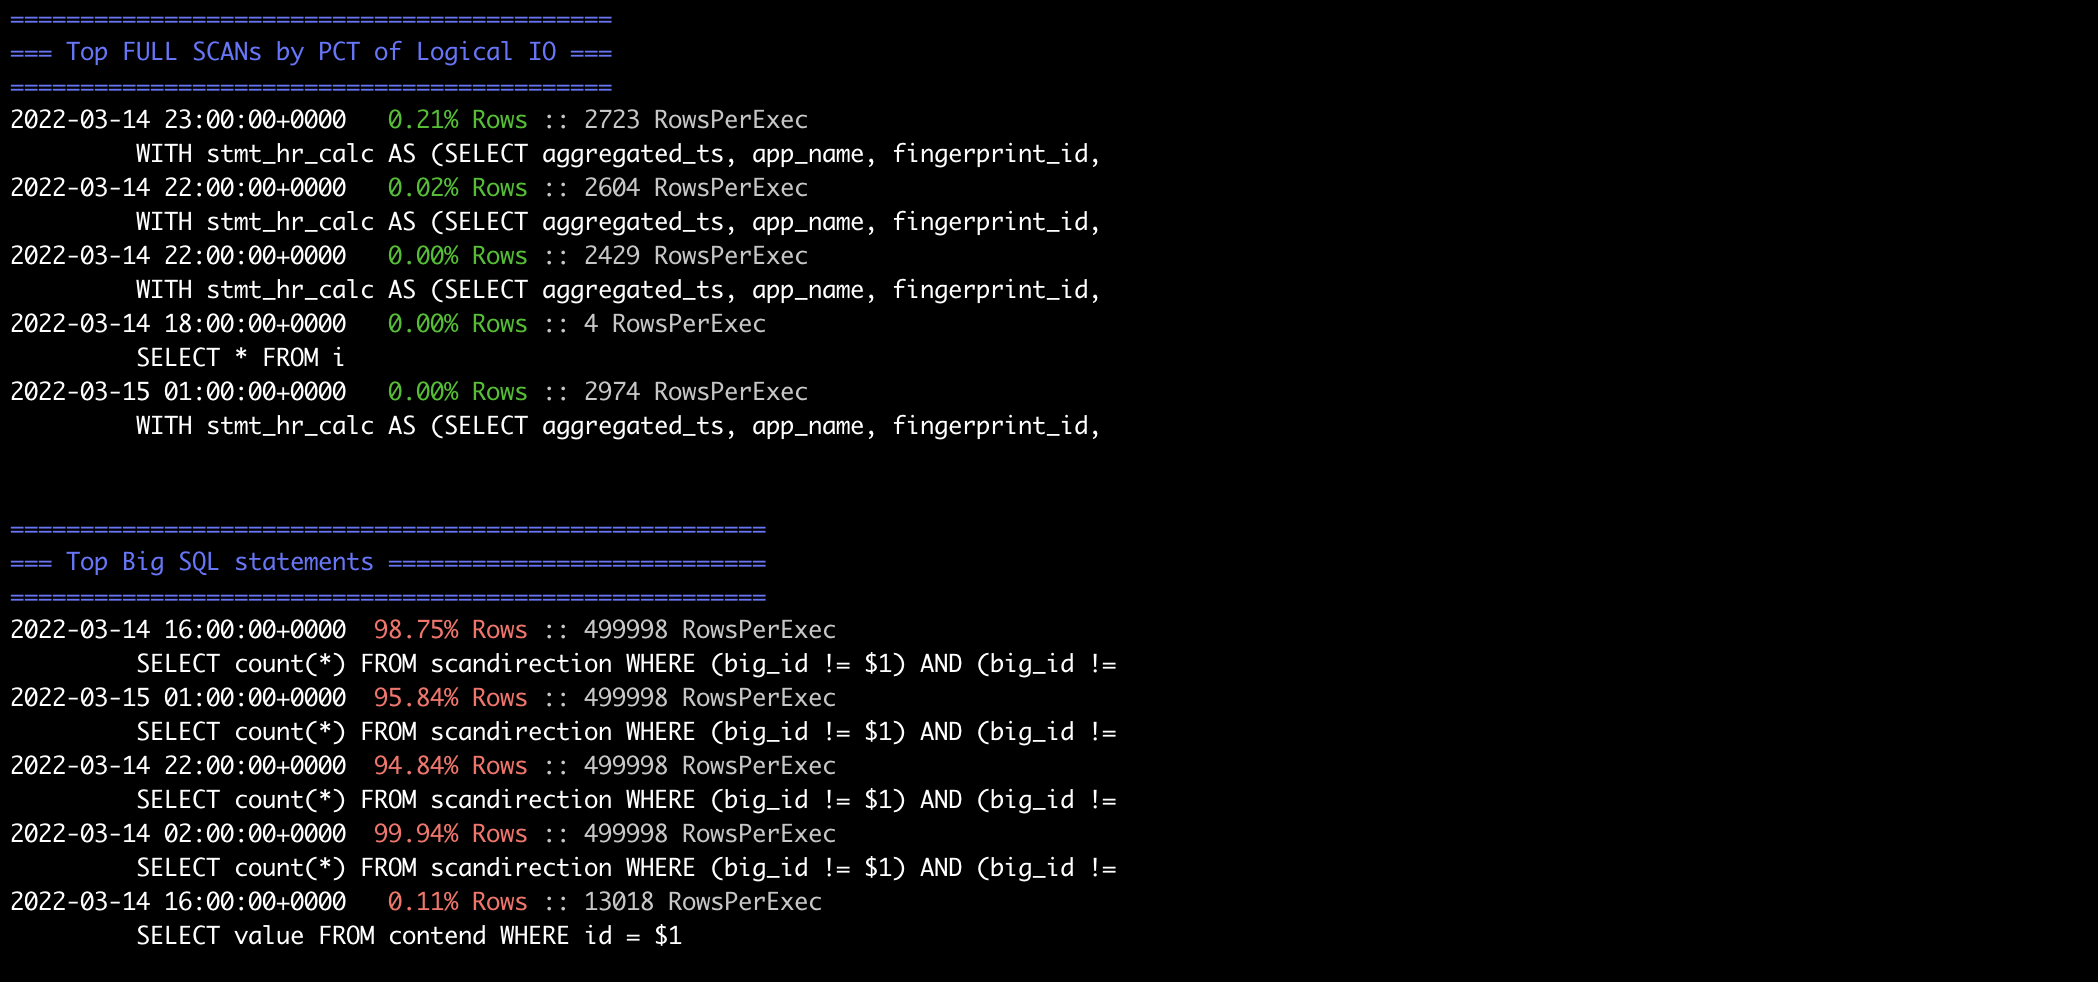 ===========================================
=== Top FULL SCANs by PCT of Logical IO ===
===========================================
2022-03-14 23:00:00+0000   0.21% Rows :: 2723 RowsPerExec
         WITH stmt_hr_calc AS (SELECT aggregated_ts, app_name, fingerprint_id,
2022-03-14 22:00:00+0000   0.02% Rows :: 2604 RowsPerExec
         WITH stmt_hr_calc AS (SELECT aggregated_ts, app_name, fingerprint_id,
2022-03-14 22:00:00+0000   0.00% Rows :: 2429 RowsPerExec
         WITH stmt_hr_calc AS (SELECT aggregated_ts, app_name, fingerprint_id,
2022-03-14 18:00:00+0000   0.00% Rows :: 4 RowsPerExec
         SELECT * FROM i
2022-03-15 01:00:00+0000   0.00% Rows :: 2974 RowsPerExec
         WITH stmt_hr_calc AS (SELECT aggregated_ts, app_name, fingerprint_id,
======================================================
=== Top Big SQL statements ===========================
======================================================
2022-03-14 16:00:00+0000  98.75% Rows :: 499998 RowsPerExec
         SELECT count(*) FROM scandirection WHERE (big_id != $1) AND (big_id !=
2022-03-15 01:00:00+0000  95.84% Rows :: 499998 RowsPerExec
         SELECT count(*) FROM scandirection WHERE (big_id != $1) AND (big_id !=
2022-03-14 22:00:00+0000  94.84% Rows :: 499998 RowsPerExec
         SELECT count(*) FROM scandirection WHERE (big_id != $1) AND (big_id !=
2022-03-14 02:00:00+0000  99.94% Rows :: 499998 RowsPerExec
         SELECT count(*) FROM scandirection WHERE (big_id != $1) AND (big_id !=
2022-03-14 16:00:00+0000   0.11% Rows :: 13018 RowsPerExec
         SELECT value FROM contend WHERE id = $1